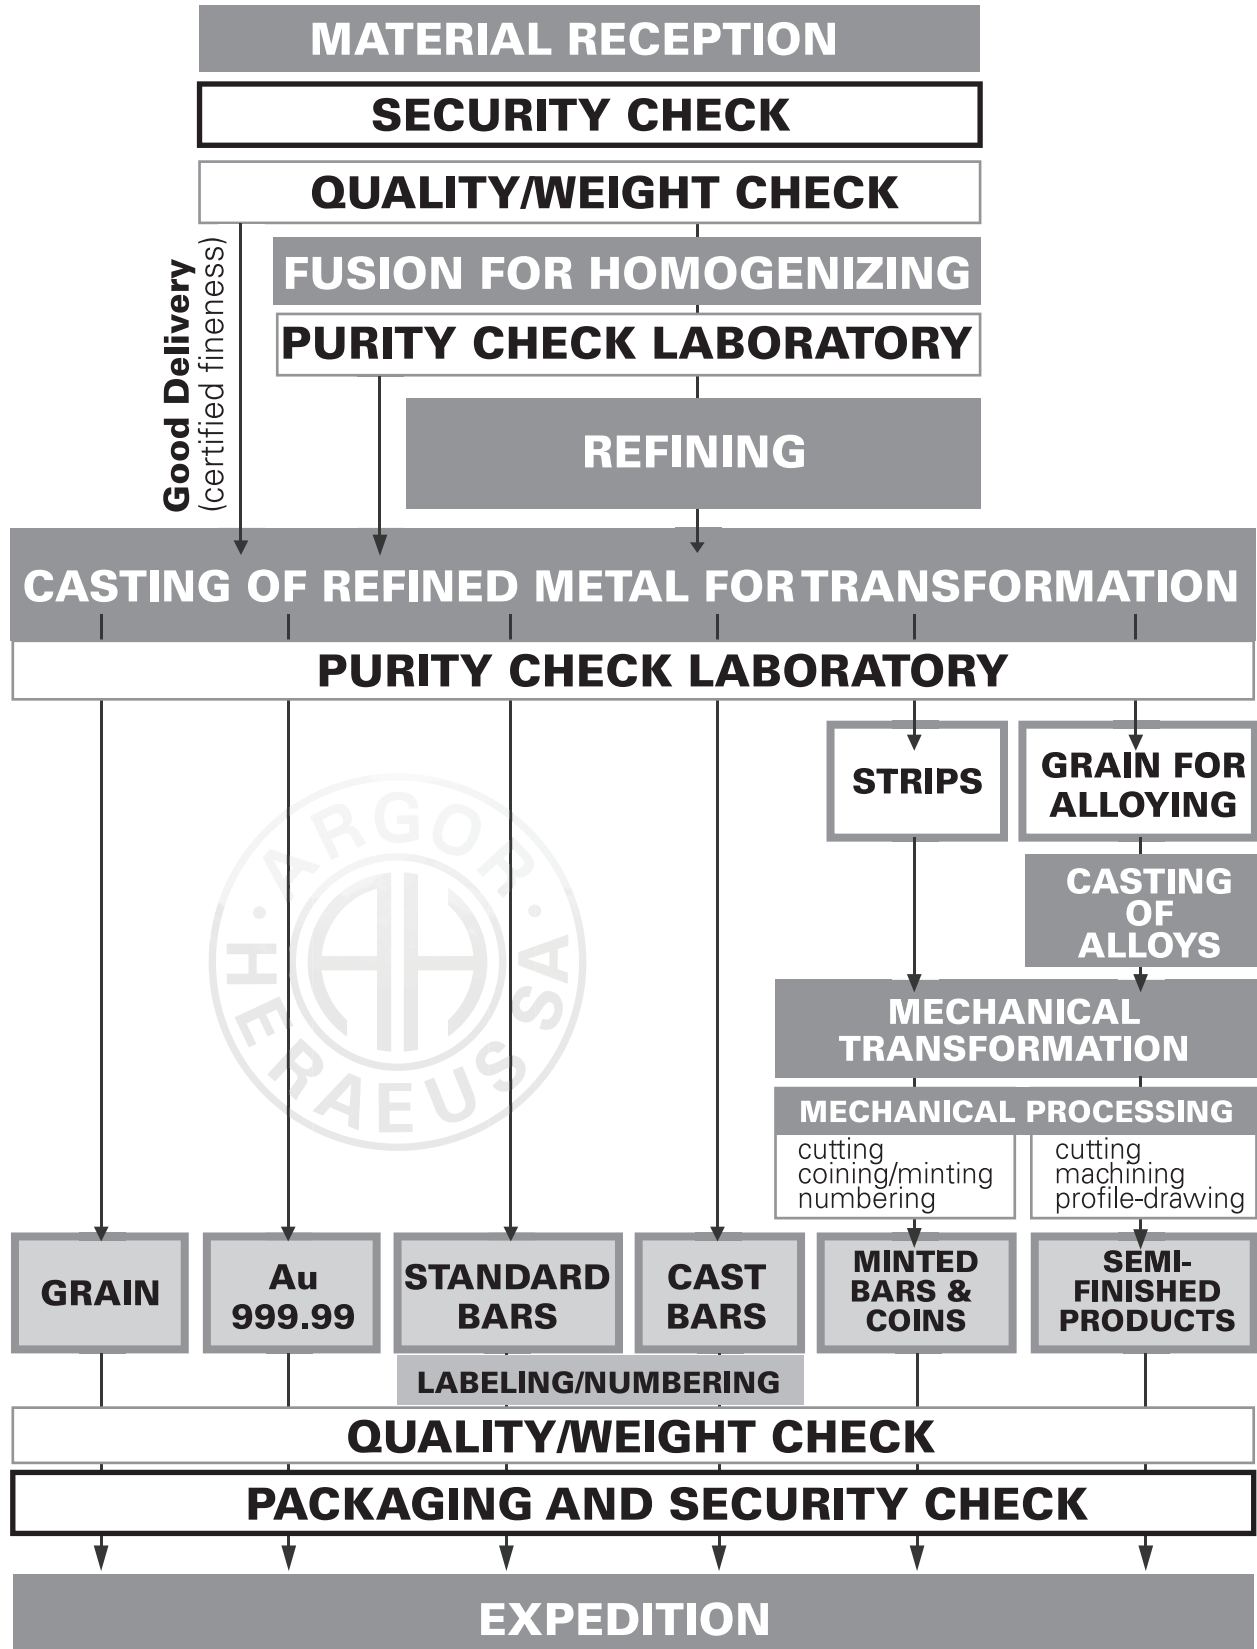 MATERIAL RECEPTION
SECURITY CHECK
QUALITY/WEIGHT CHECK
Good Delivery
(certified fineness)
FUSION FOR HOMOGENIZING
PURITY CHECK LABORATORY
REFINING
CASTING OF REFINED METAL FOR TRANSFORMATION
PURITY CHECK LABORATORY
STRIPS
GRAIN FOR
ALLOYING
CASTING
OF
ALLOYS
· ARGOR · HERAEUS SA
AH
MECHANICAL
TRANSFORMATION
MECHANICAL PROCESSING
cutting
coining/minting
numbering
cutting
machining
profile-drawing
GRAIN
Au
999.99
STANDARD
BARS
CAST
BARS
MINTED
BARS &
COINS
SEMI-
FINISHED
PRODUCTS
LABELING/NUMBERING
QUALITY/WEIGHT CHECK
PACKAGING AND SECURITY CHECK
EXPEDITION